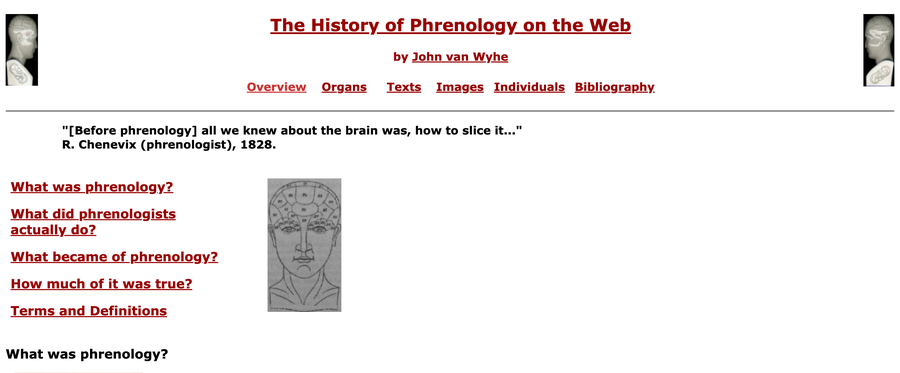 The History of Phrenology on the Web
by John van Wyhe
Overview Organs Texts Images Individuals Bibliography
"[Before phrenology] all we knew about the brain was, how to slice it..."
R. Chenevix (phrenologist), 1828.
What was phrenology?
What did phrenologists
actually do?
What became of phrenology?
How much of it was true?
Terms and Definitions
What was phrenology?